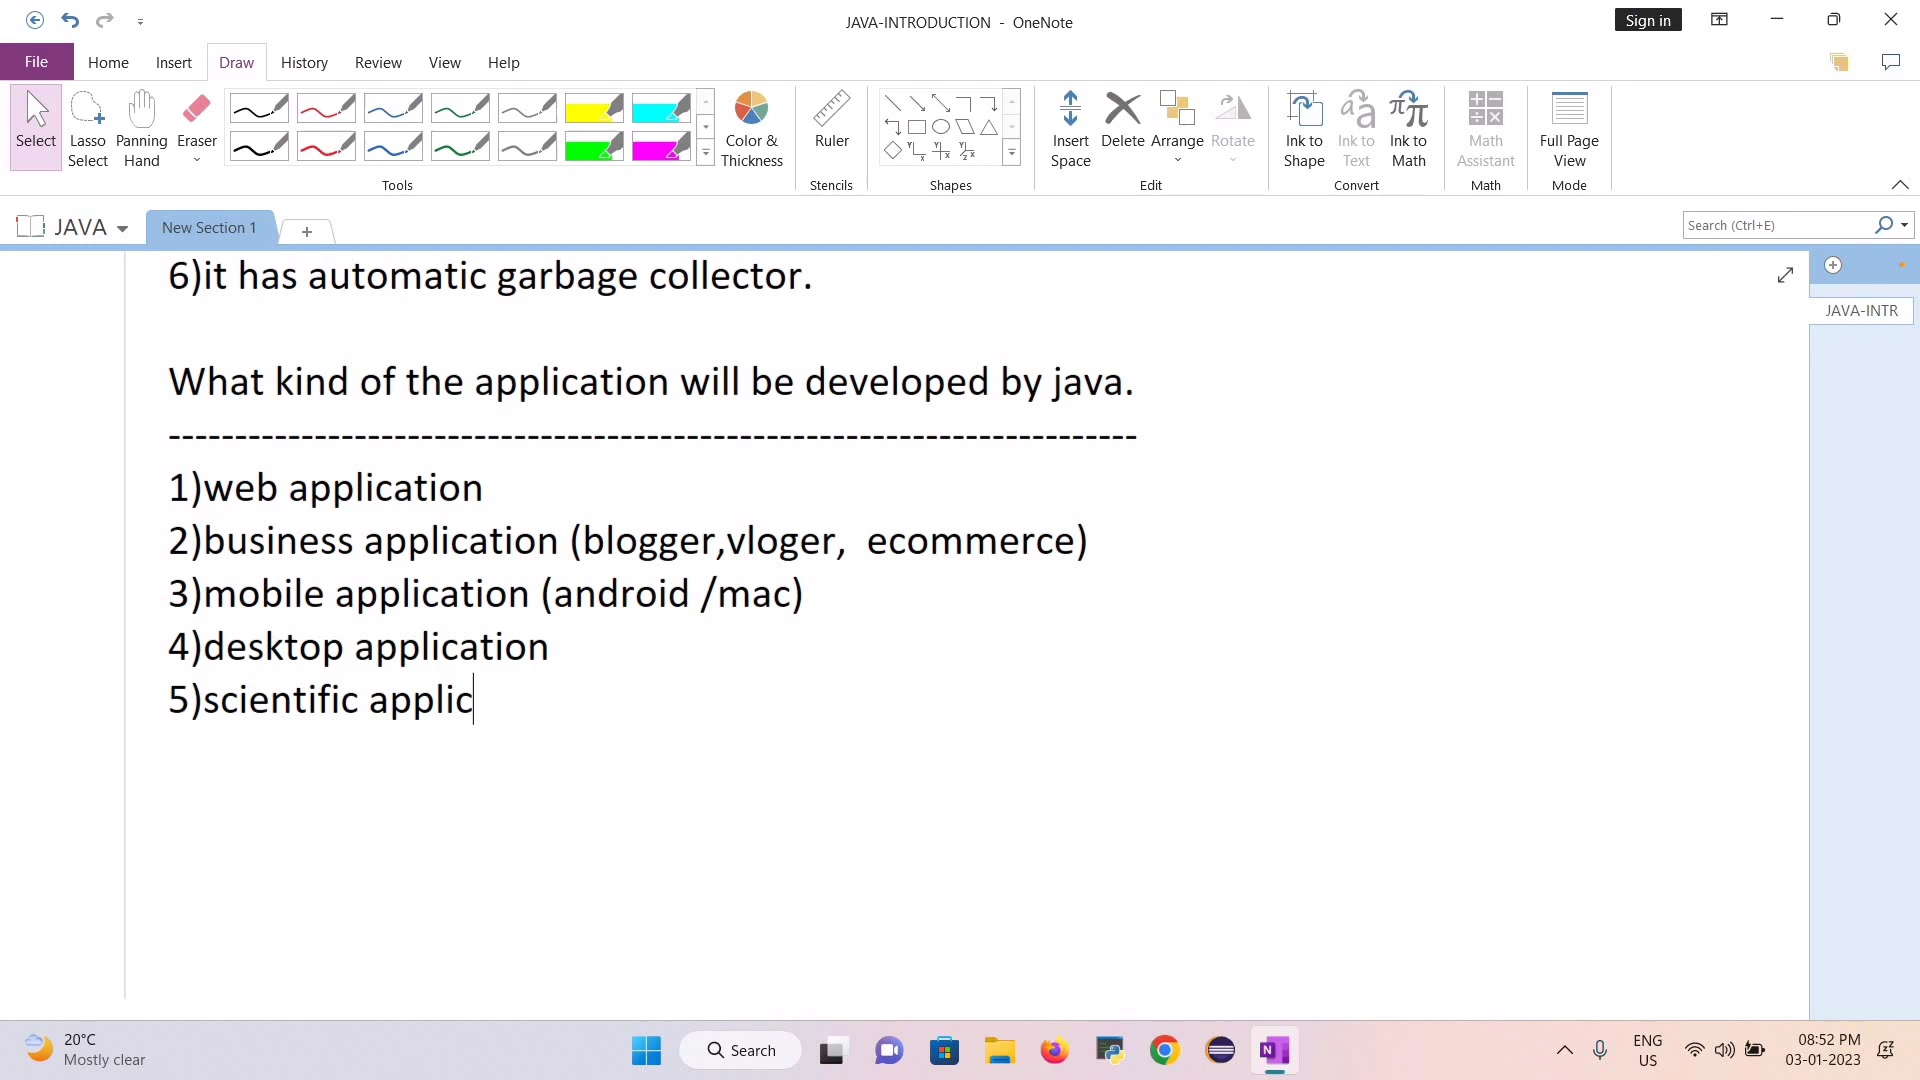 JAVA-INTRODUCTION - OneNote
Sign in
File Home Insert Draw History Review View Help
Select
Lasso Select
Panning Hand
Eraser
Color & Thickness
Ruler
Insert Space
Delete
Arrange
Rotate
Ink to Shape
Ink to Text
Ink to Math
Math Assistant
Full Page View
Tools Stencils Shapes Edit Convert Math Mode
JAVA
New Section 1
+
Search (Ctrl+E)
JAVA-INTR
6)it has automatic garbage collector.
What kind of the application will be developed by java.
-------------------------------------------------------------------------
1)web application
2)business application (blogger,vloger,  ecommerce)
3)mobile application (android /mac)
4)desktop application
5)scientific applic
20°C
Mostly clear
Search
ENG
US
08:52 PM
03-01-2023